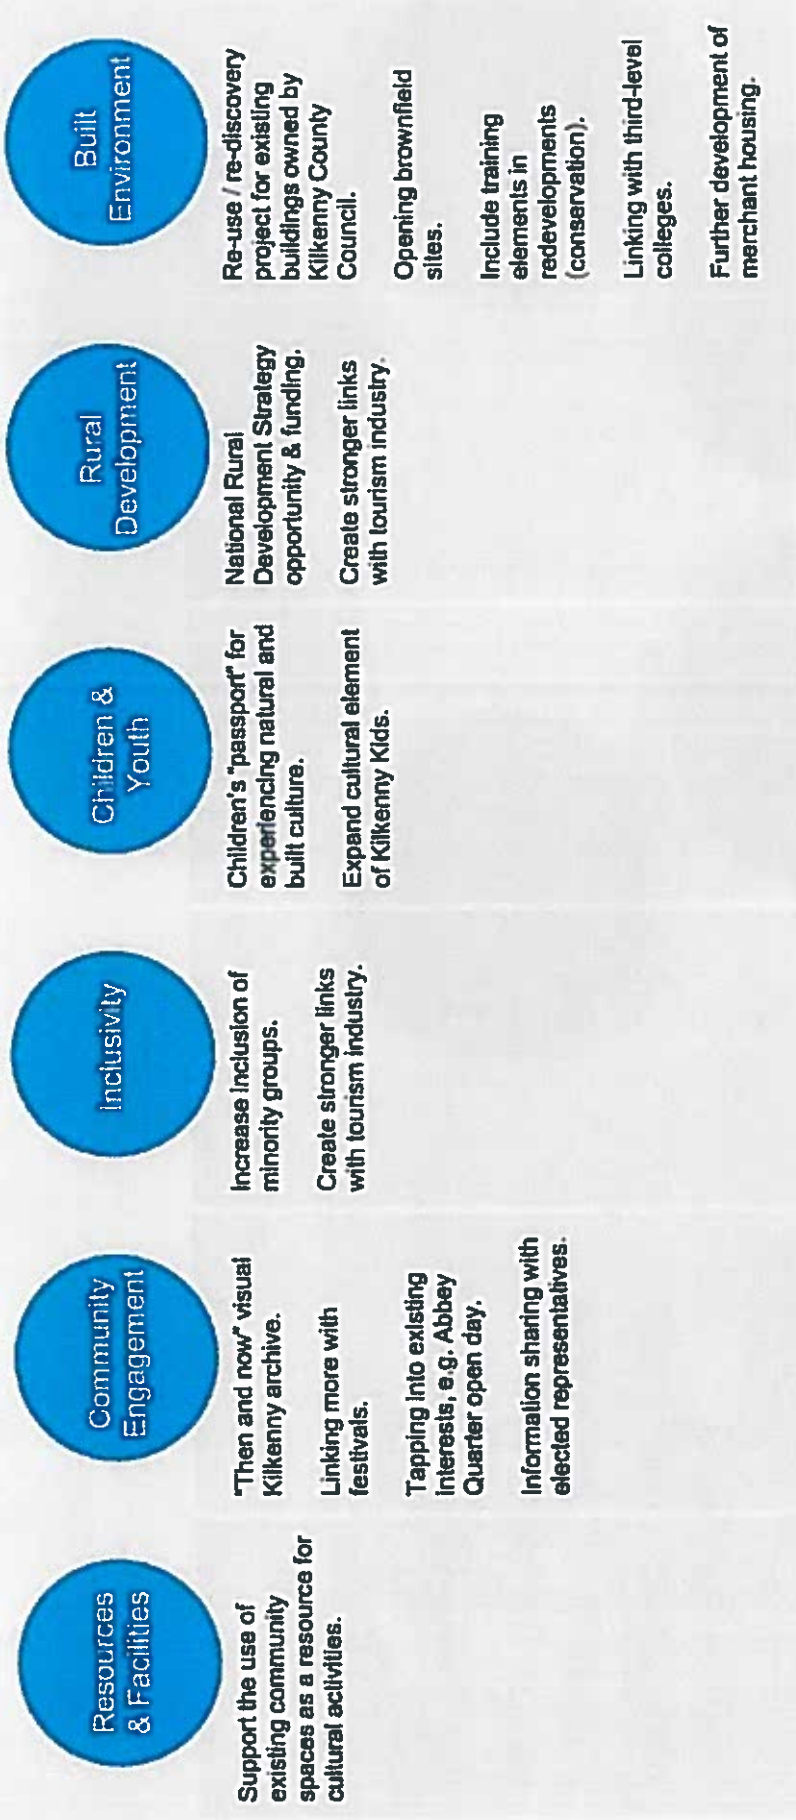 Resources
& Facilities
Support the use of
existing community
spaces as a resource for
cultural activities.
Community
Engagement
"Then and now" visual
Kilkenny archive.
Linking more with
festivals.
Tapping into existing
interests, e.g. Abbey
Quarter open day.
Information sharing with
elected representatives.
Inclusivity
Increase inclusion of
minority groups.
Create stronger links
with tourism industry.
Children &
Youth
Children's "passport" for
experiencing natural and
built culture.
Expand cultural element
of Kilkenny Kids.
Rural
Development
National Rural
Development Strategy
opportunity & funding.
Create stronger links
with tourism industry.
Built
Environment
Re-use / re-discovery
project for existing
buildings owned by
Kilkenny County
Council.
Opening brownfield
sites.
Include training
elements in
redevelopments
(conservation).
Linking with third-level
colleges.
Further development of
merchant housing.